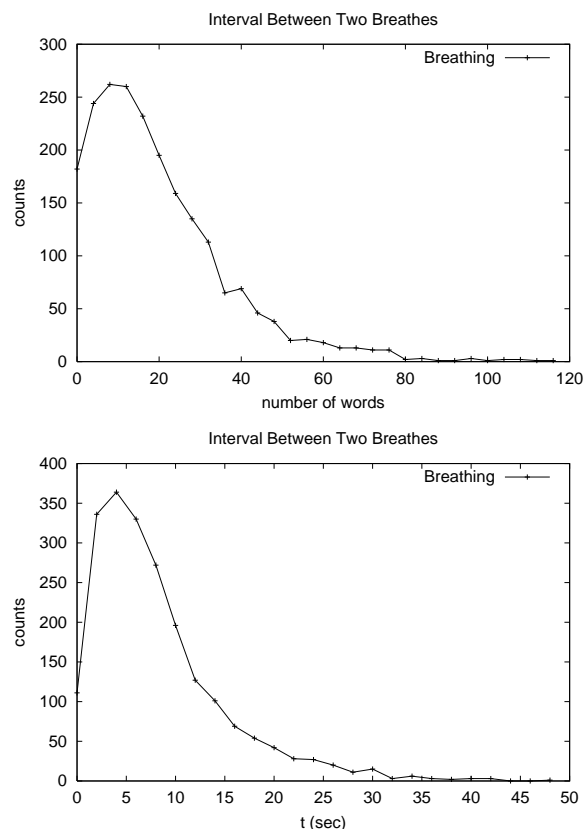 Interval Between Two Breathes
300
Breathing
250
200
counts
150
100
50
0
0 20 40 60 80 100 120
number of words
Interval Between Two Breathes
400
Breathing
350
300
250
counts
200
150
100
50
0
0 5 10 15 20 25 30 35 40 45 50
t (sec)